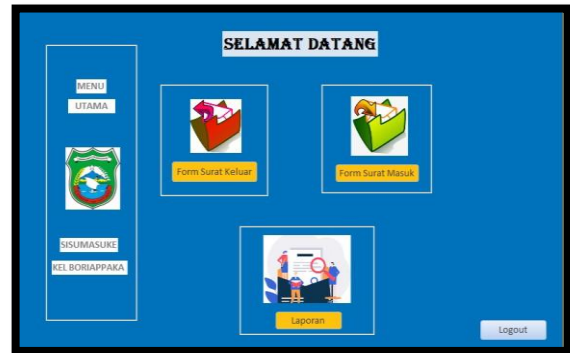 SELAMAT DATANG
MENU
UTAMA
SISUMASUKE
KEL BORIAPPAKA
Form Surat Keluar
Form Surat Masuk
Laporan
Logout